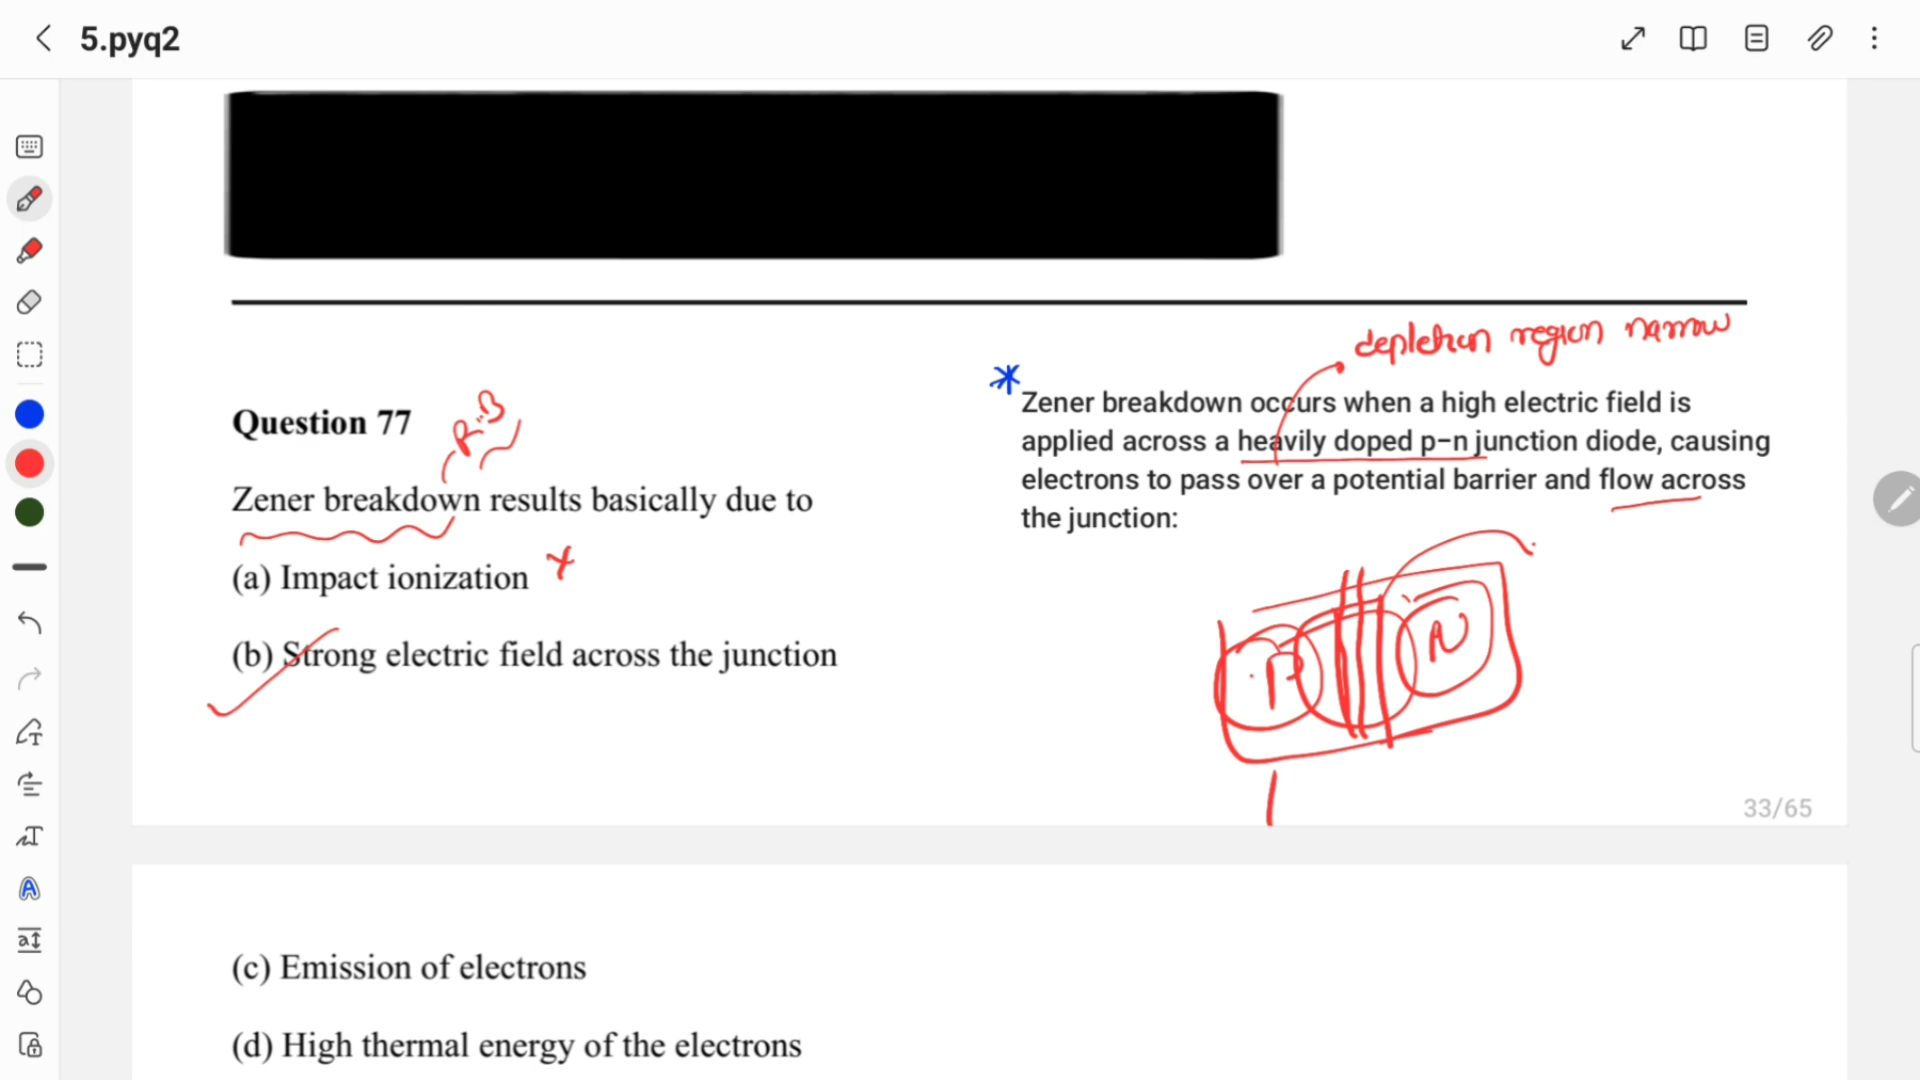 5.pyq2
depletion region narrow
Question 77
R.B
Zener breakdown results basically due to
(a) Impact ionization
(b) Strong electric field across the junction
Zener breakdown occurs when a high electric field is
applied across a heavily doped p-n junction diode, causing
electrons to pass over a potential barrier and flow across
the junction:
P
N
33/65
(c) Emission of electrons
(d) High thermal energy of the electrons